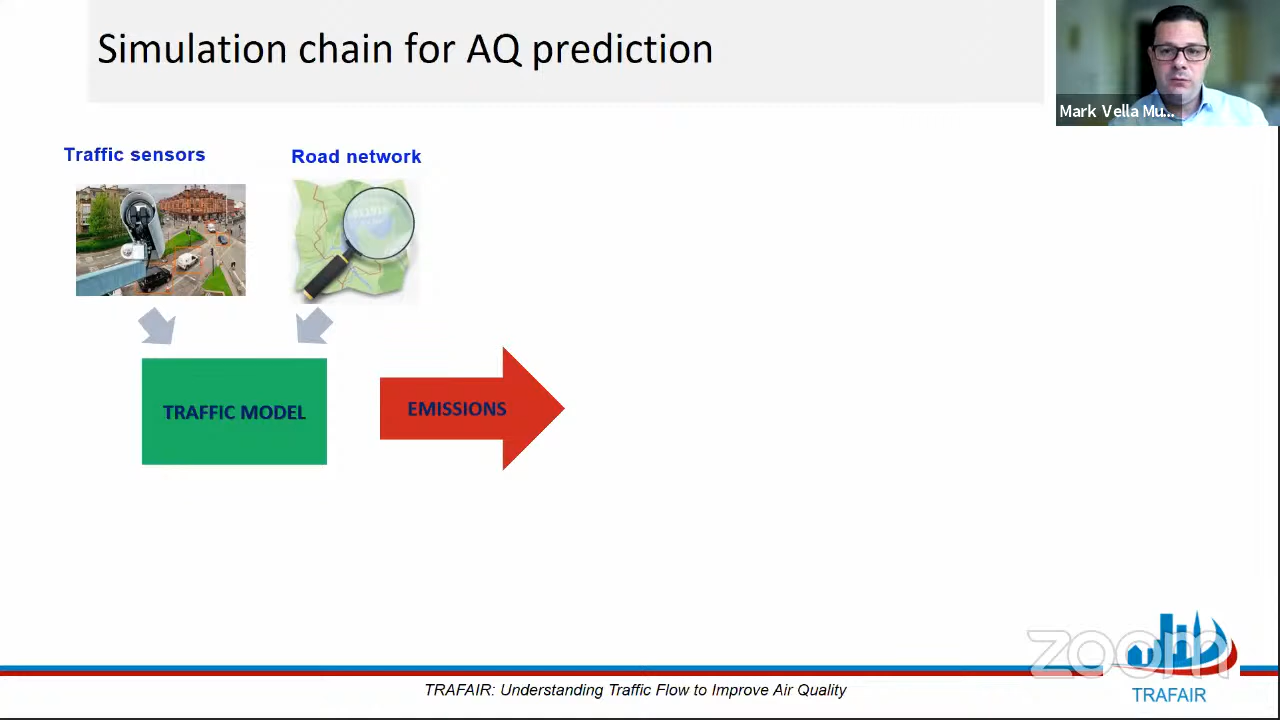 Simulation chain for AQ prediction
Mark Vella Mu...
Traffic sensors
Road network
TRAFFIC MODEL
EMISSIONS
zoom
TRAFAIR: Understanding Traffic Flow to Improve Air Quality
TRAFAIR